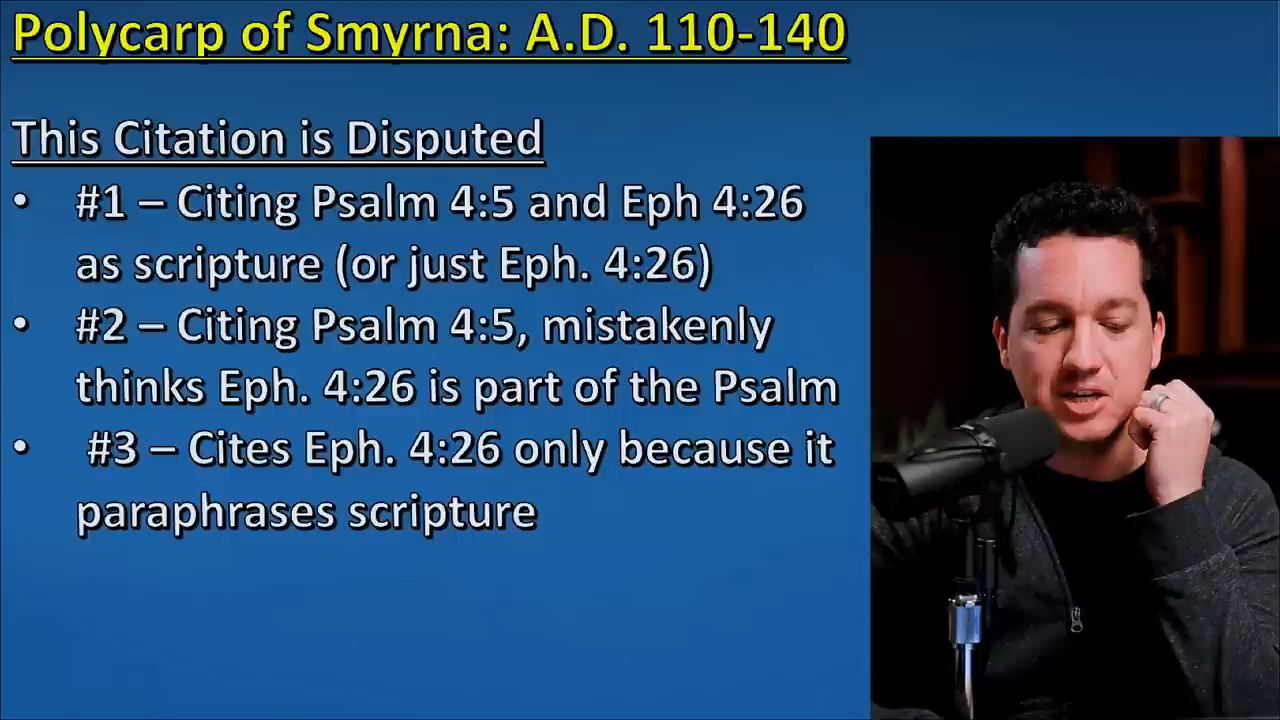 Polycarp of Smyrna: A.D. 110-140
This Citation is Disputed
• #1 – Citing Psalm 4:5 and Eph 4:26
as scripture (or just Eph. 4:26)
• #2 – Citing Psalm 4:5, mistakenly
thinks Eph. 4:26 is part of the Psalm
• #3 – Cites Eph. 4:26 only because it
paraphrases scripture